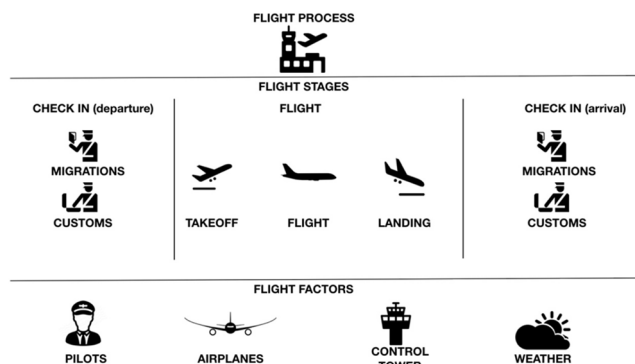 FLIGHT PROCESS
FLIGHT STAGES
CHECK IN (departure)
FLIGHT
CHECK IN (arrival)
MIGRATIONS
MIGRATIONS
CUSTOMS
TAKEOFF
FLIGHT
LANDING
CUSTOMS
FLIGHT FACTORS
PILOTS
AIRPLANES
CONTROL
TOWER
WEATHER